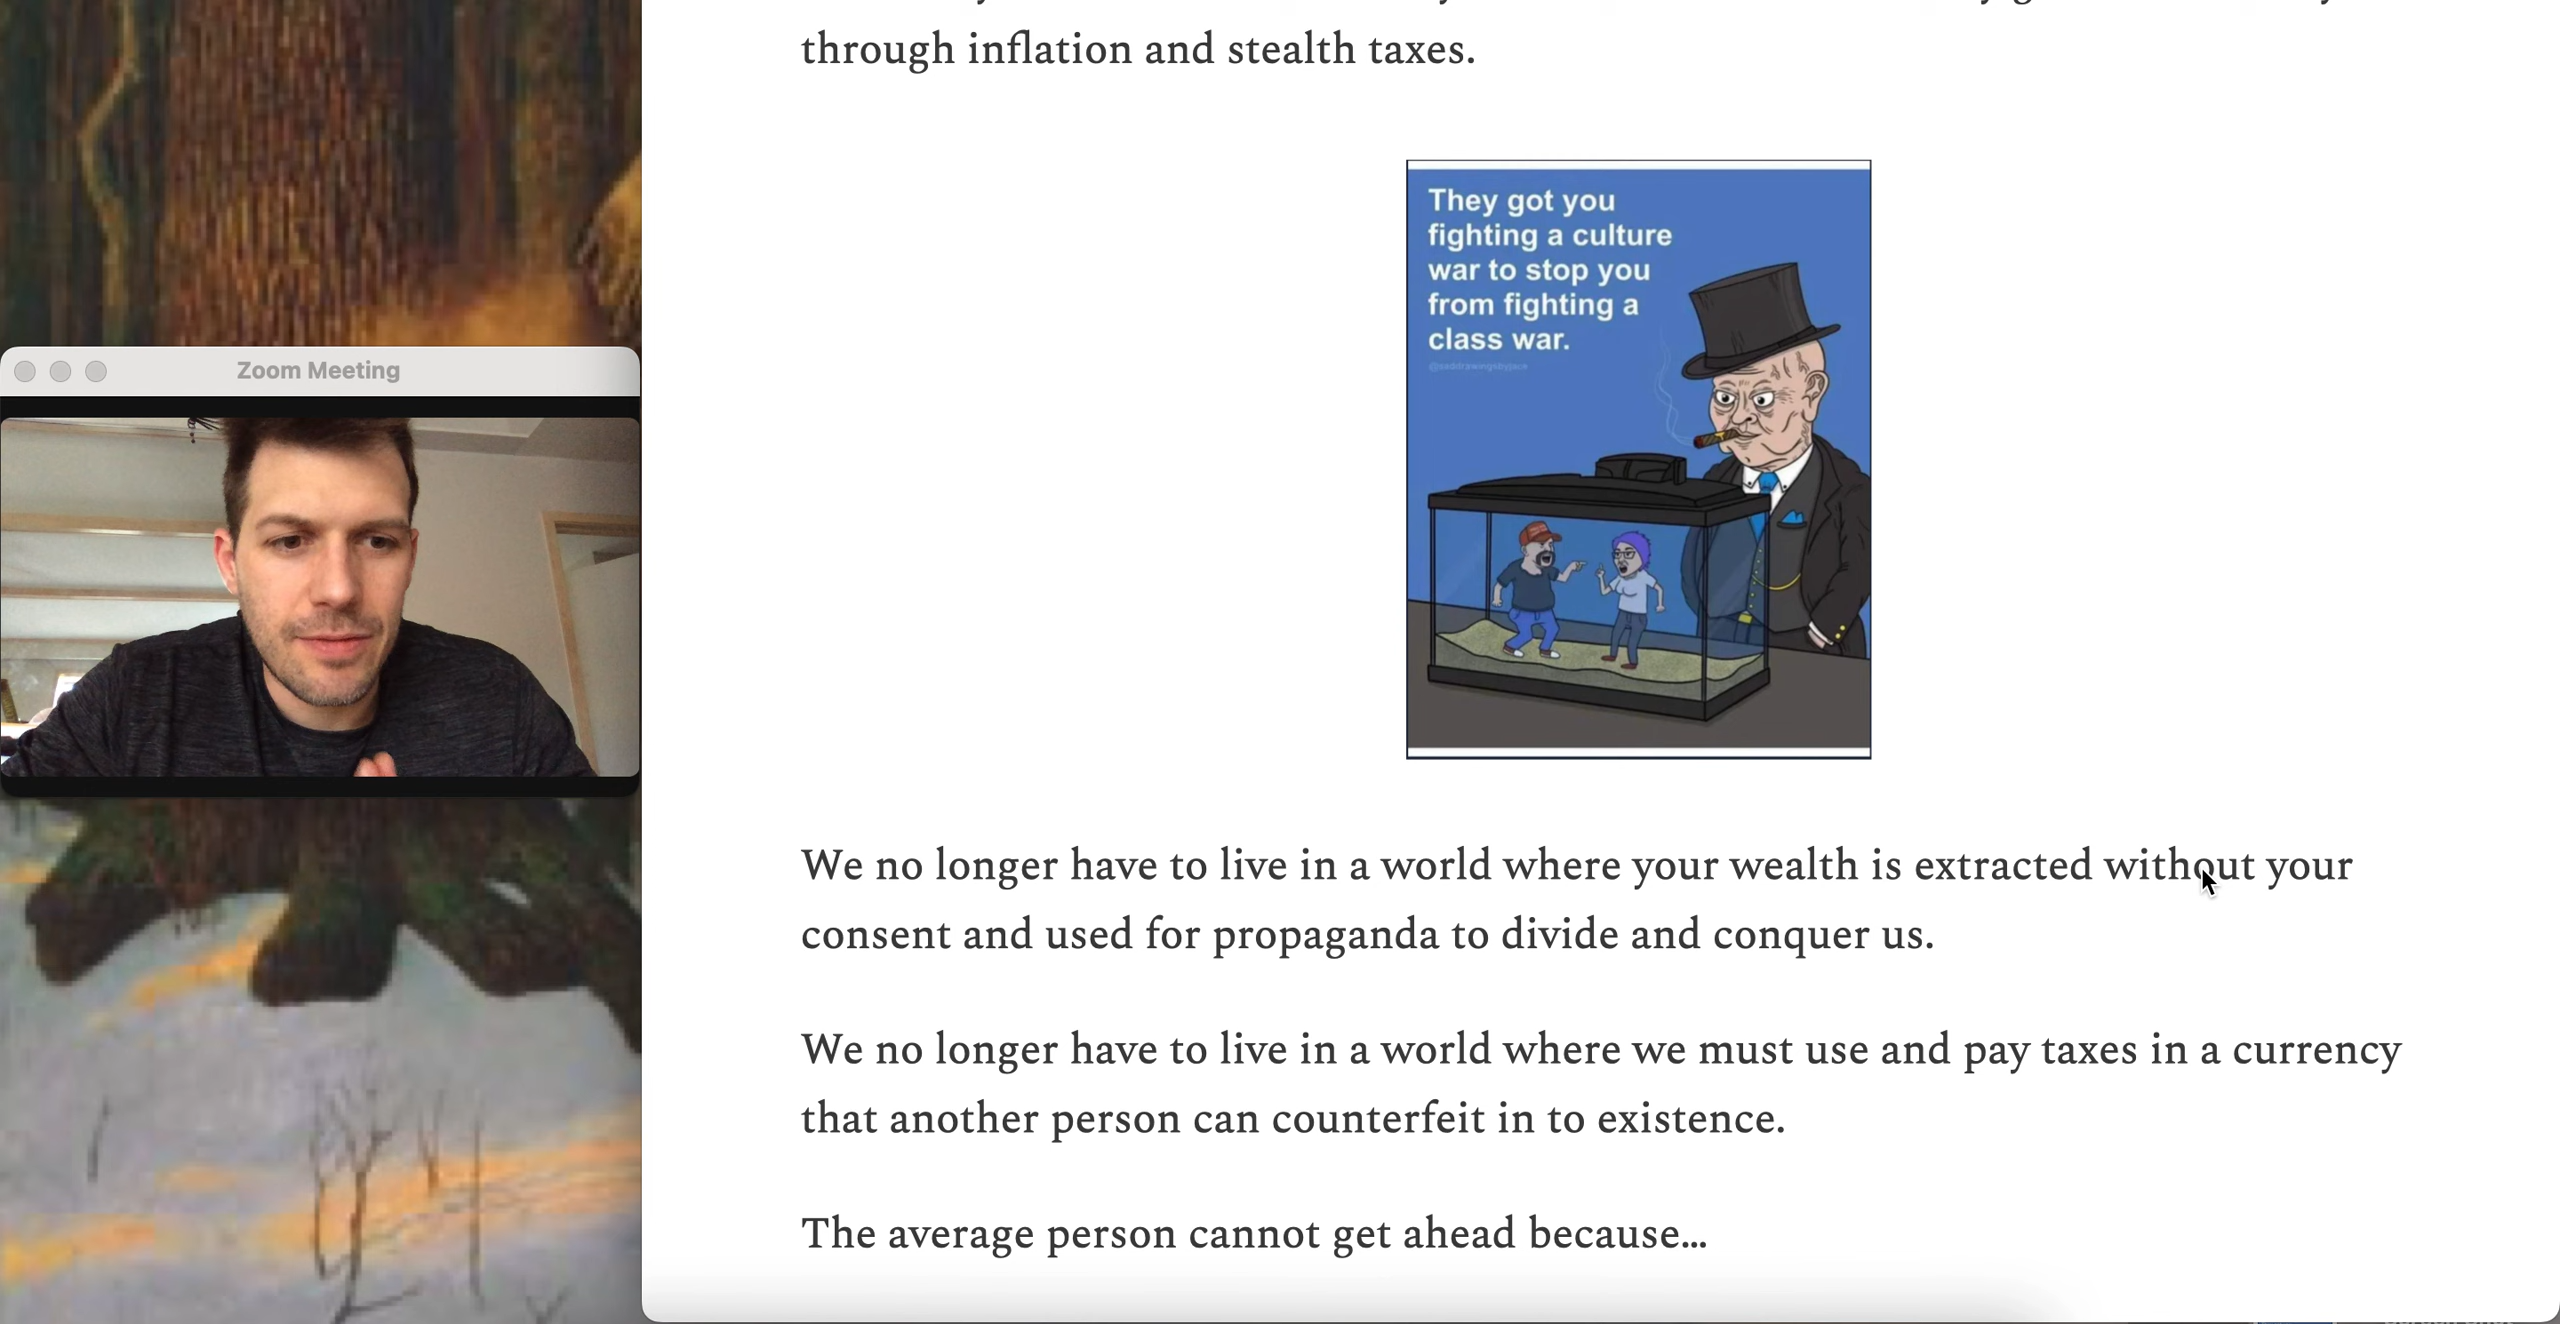 through inflation and stealth taxes.
They got you
fighting a culture
war to stop you
from fighting a
class war.
@saddrawingsbyjace
Zoom Meeting
We no longer have to live in a world where your wealth is extracted without your
consent and used for propaganda to divide and conquer us.
We no longer have to live in a world where we must use and pay taxes in a currency
that another person can counterfeit in to existence.
The average person cannot get ahead because...